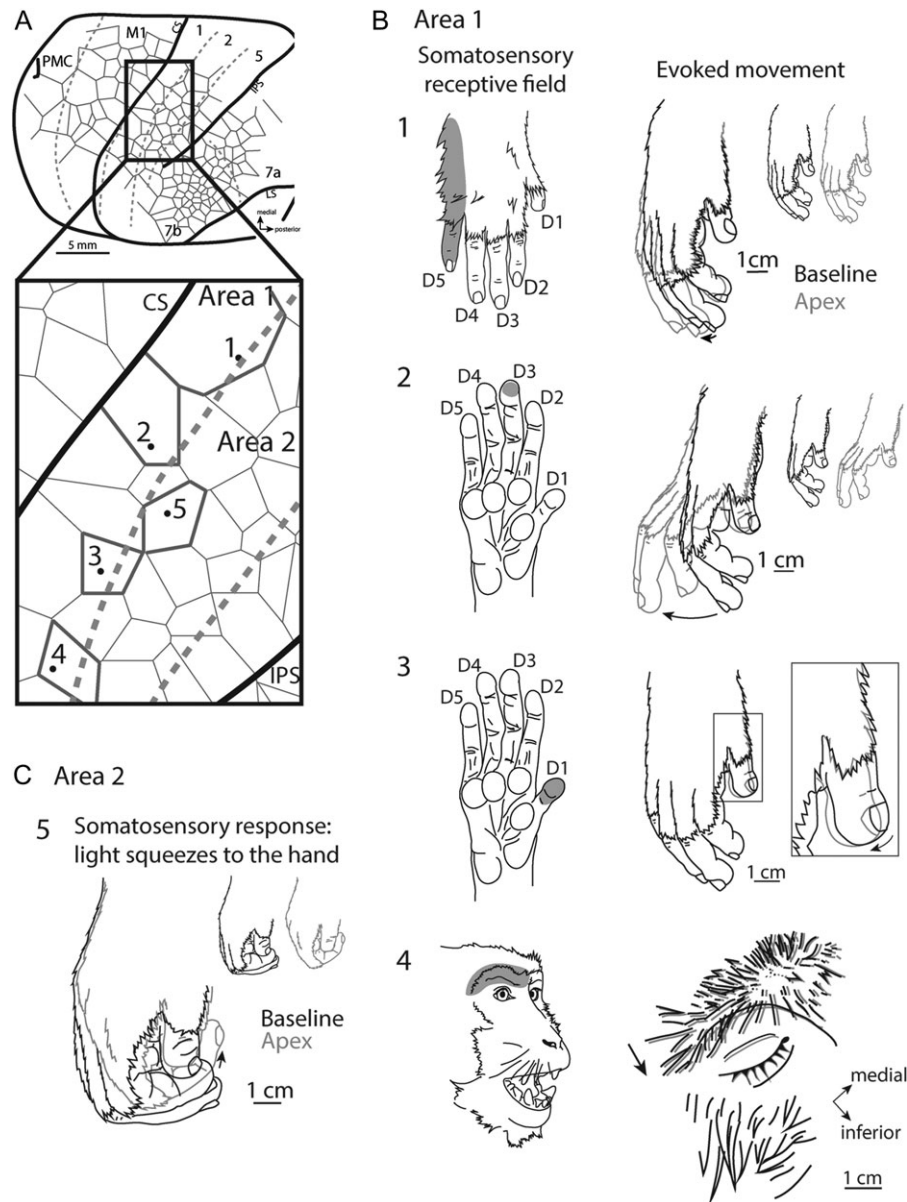 A
PMC
M1
CS
1
2
5
IPS
7a
LS
7b
medial
posterior
5 mm
CS
Area 1
1
2
Area 2
5
3
4
IPS
B Area 1
Somatosensory
receptive field
Evoked movement
1
D1
D2
D3
D4
D5
1cm
Baseline
Apex
2
D3
D4
D2
D5
D1
1 cm
3
D3
D4
D2
D5
D1
1 cm
4
medial
inferior
1 cm
C Area 2
5 Somatosensory response:
light squeezes to the hand
Baseline
Apex
1 cm